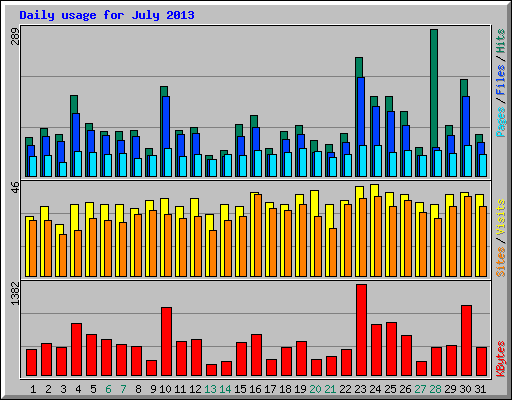 Daily usage for July 2013
289
Pages / Files / Hits
46
Sites / Visits
1382
KBytes
1 2 3 4 5 6 7 8 9 10 11 12 13 14 15 16 17 18 19 20 21 22 23 24 25 26 27 28 29 30 31